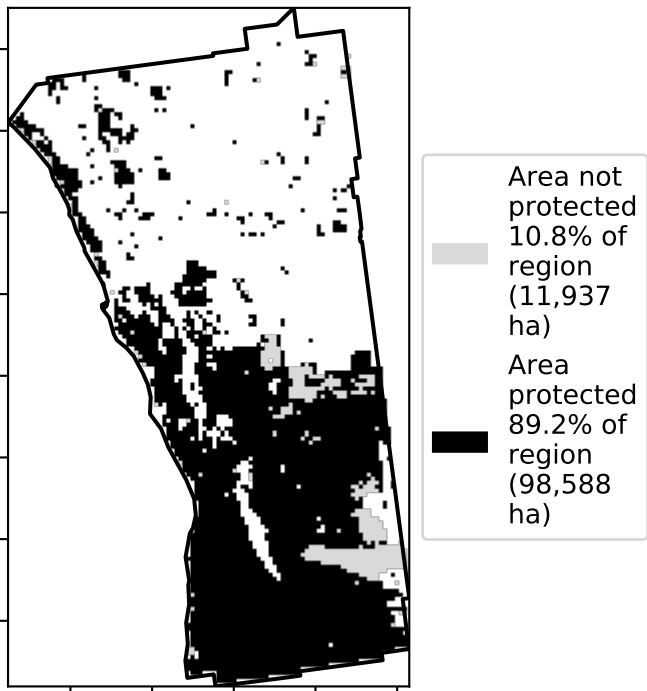 Area not
protected
10.8% of
region
(11,937
ha)
Area
protected
89.2% of
region
(98,588
ha)